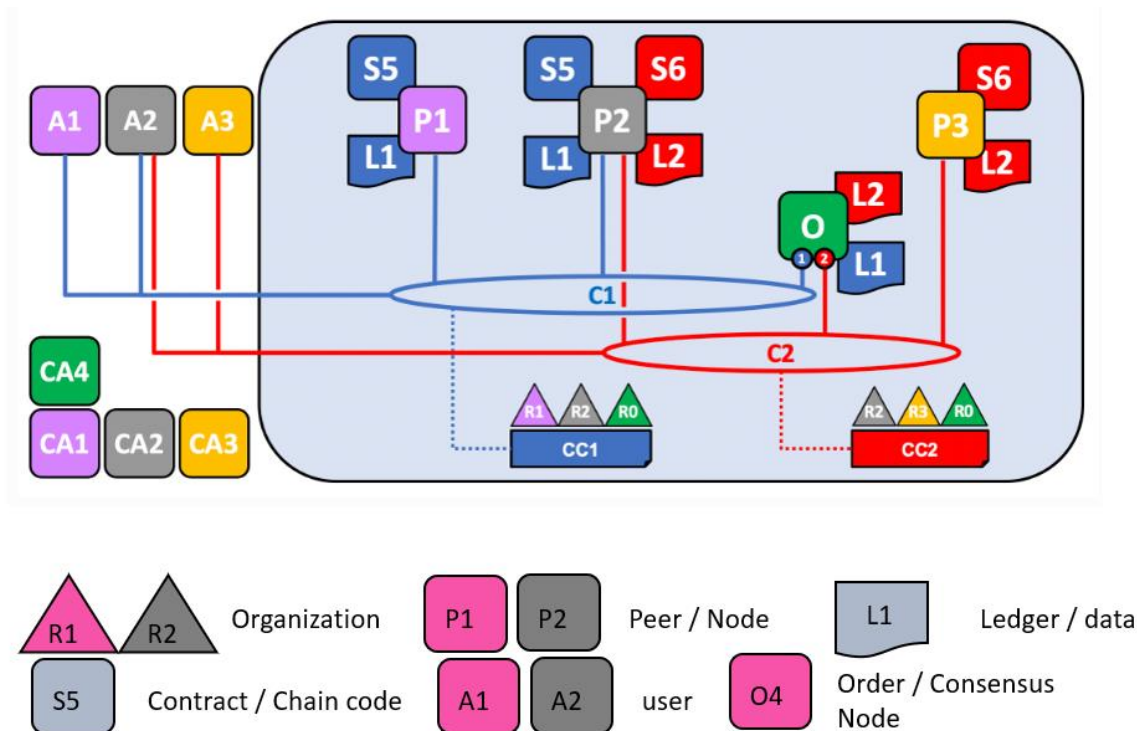 S5
S5
S6
S6
A1
A2
A3
P1
P2
P3
L1
L1
L2
L2
L2
O
1
2
L1
C1
C2
CA4
R1
R2
R0
R2
R3
R0
CA1
CA2
CA3
CC1
CC2
R1
R2
Organization
P1
P2
Peer / Node
L1
Ledger / data
S5
Contract / Chain code
A1
A2
user
O4
Order / Consensus
Node